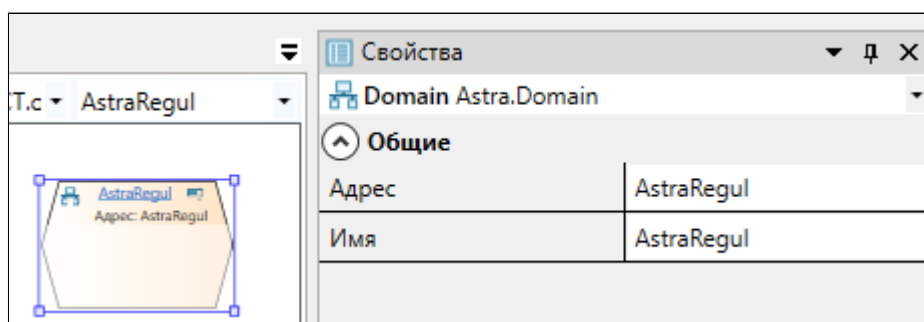 Свойства
Т.с AstraRegul
Domain Astra.Domain
Общие
AstraRegul
Адрес: AstraRegul
Адрес AstraRegul
Имя AstraRegul